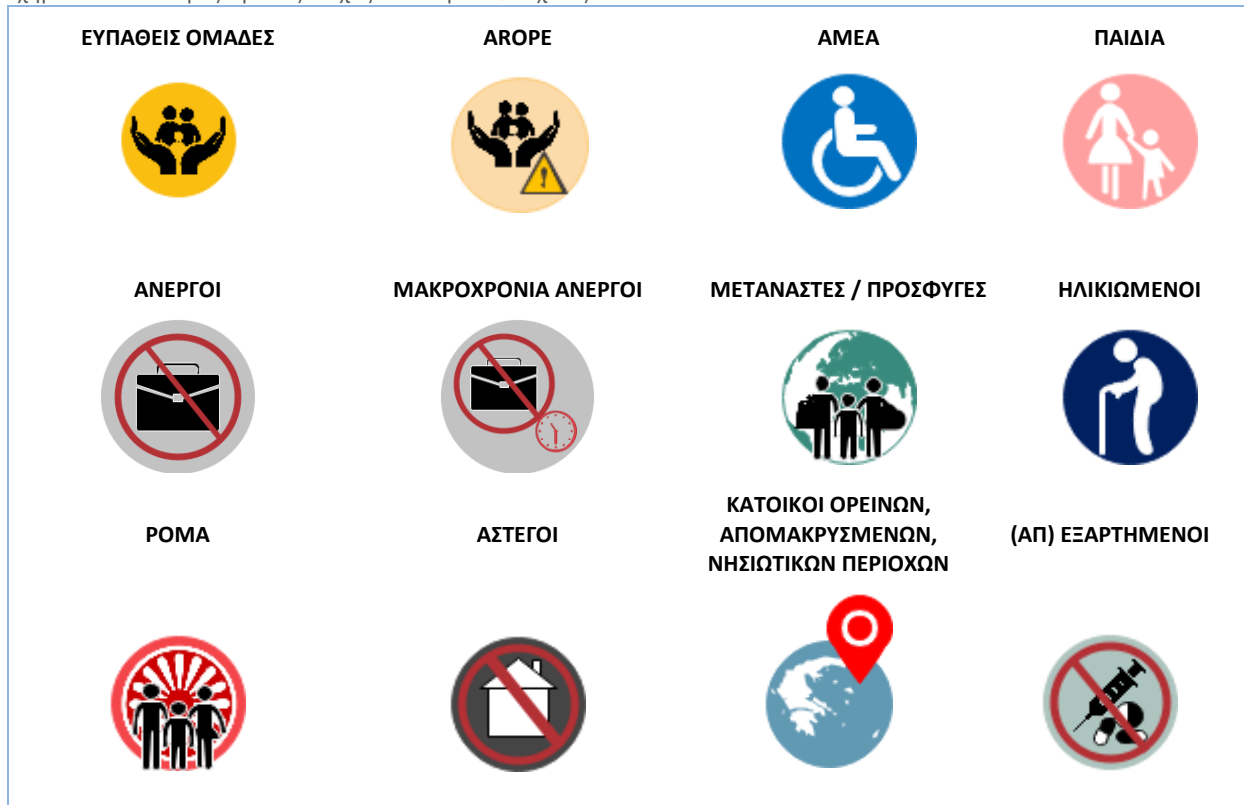 ΕΥΠΑΘΕΙΣ ΟΜΑΔΕΣ
AROPE
ΑΜΕΑ
ΠΑΙΔΙΑ
ΑΝΕΡΓΟΙ
ΜΑΚΡΟΧΡΟΝΙΑ ΑΝΕΡΓΟΙ
ΜΕΤΑΝΑΣΤΕΣ / ΠΡΟΣΦΥΓΕΣ
ΗΛΙΚΙΩΜΕΝΟΙ
ΡΟΜΑ
ΑΣΤΕΓΟΙ
ΚΑΤΟΙΚΟΙ ΟΡΕΙΝΩΝ,
ΑΠΟΜΑΚΡΥΣΜΕΝΩΝ,
ΝΗΣΙΩΤΙΚΩΝ ΠΕΡΙΟΧΩΝ
(ΑΠ) ΕΞΑΡΤΗΜΕΝΟΙ